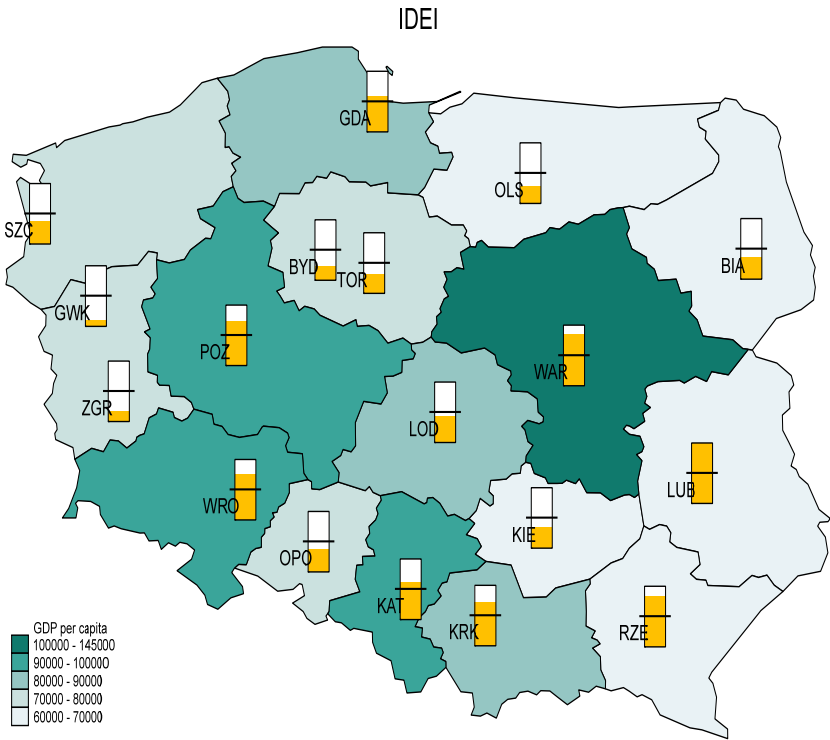 IDEI
GDA
OLS
SZC
BYD
TOR
BIA
GWK
POZ
WAR
ZGR
LOD
WRO
LUB
KIE
OPO
KAT
KRK
RZE
GDP per capita
100000 - 145000
90000 - 100000
80000 - 90000
70000 - 80000
60000 - 70000